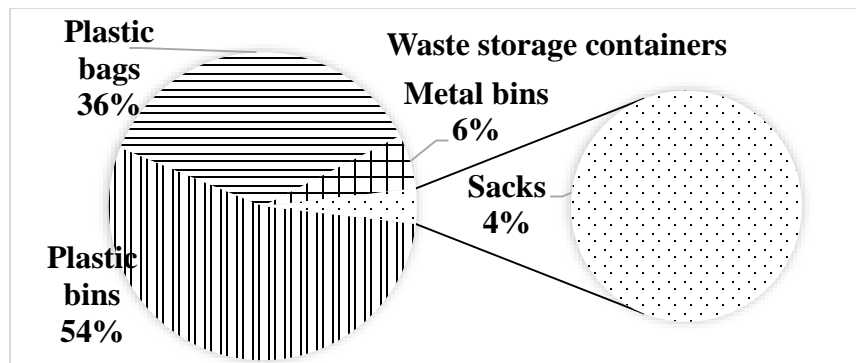 Waste storage containers
Plastic
bags
36%
Metal bins
6%
Sacks
4%
Plastic
bins
54%